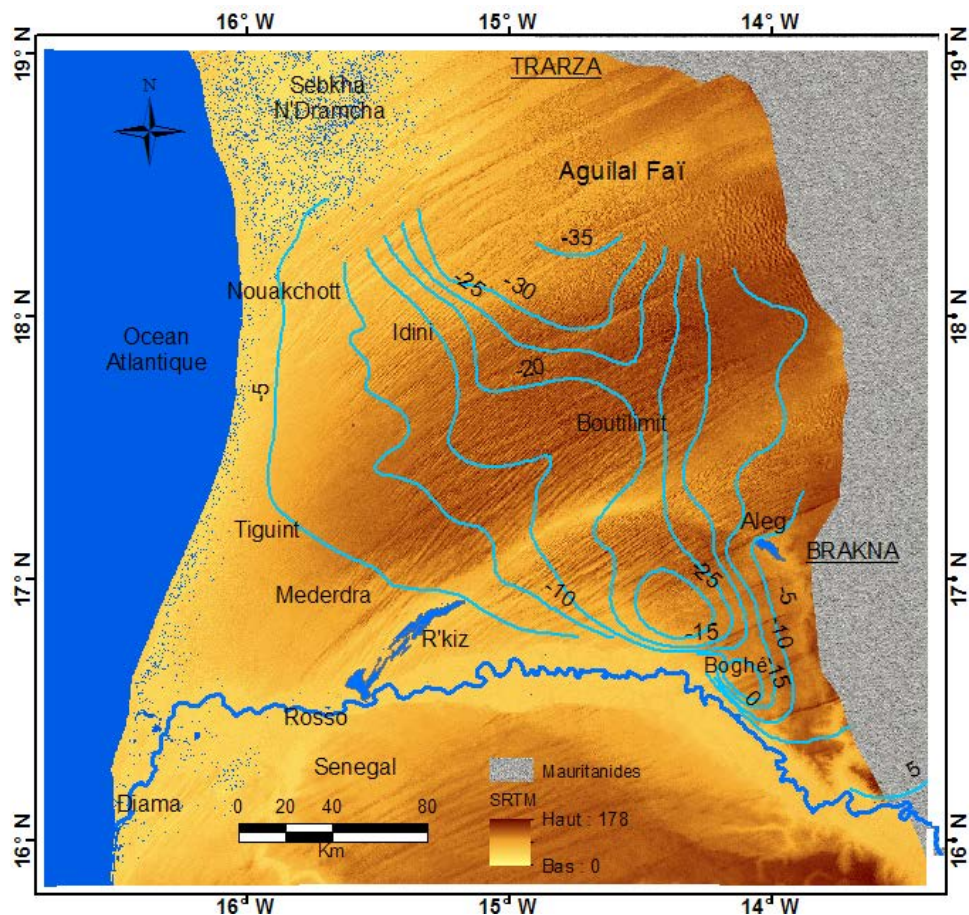 16° W
15° W
14° W
19° N
19° N
TRARZA
Sebkha
N'Dramcha
N
Aguilal Faï
-35
-30
-25
Nouakchott
18° N
18° N
Idini
Ocean
Atlantique
-20
-5
Boutilimit
Aleg
Tiguint
BRAKNA
17° N
17° N
-25
Mederdra
-10
-5
-10
-15
R'kiz
Boghé
-15
0
Rosso
Senegal
Mauritanides
5
SRTM
Djama
0 20 40 80
Haut : 178
Km
Bas : 0
16° N
16° N
16° W
15° W
14° W